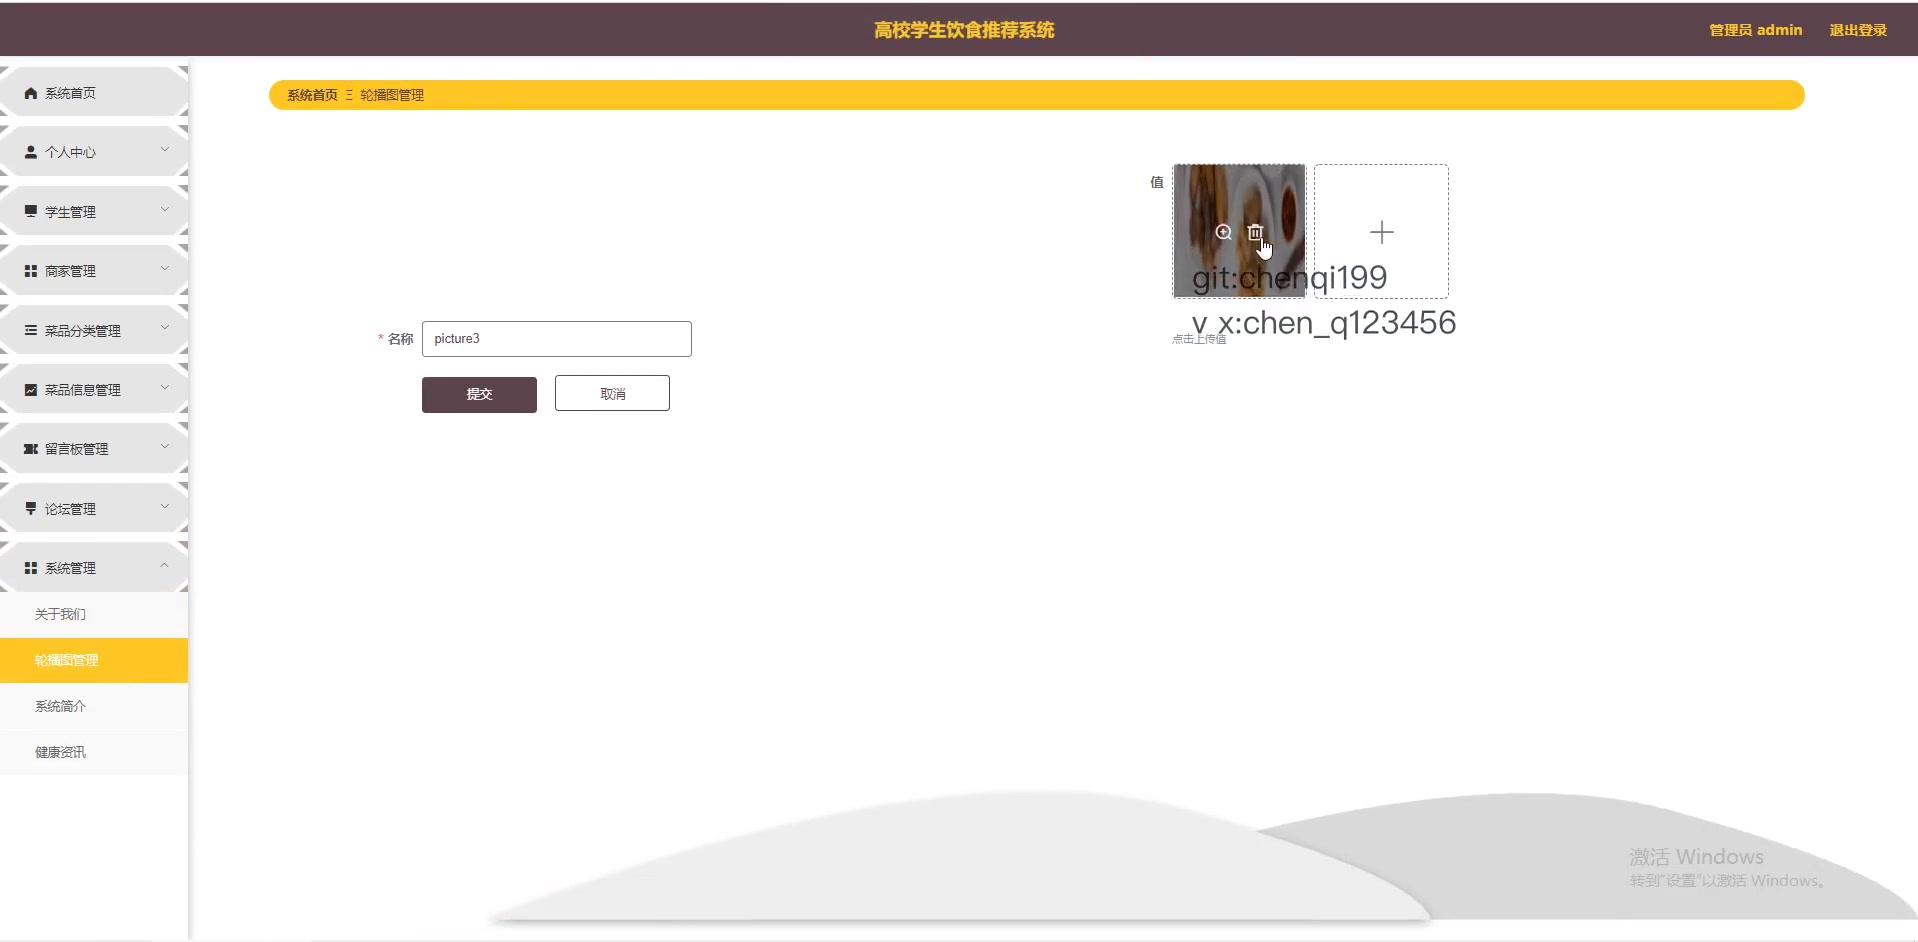 高校学生饮食推荐系统
管理员 admin
退出登录
系统首页
个人中心
学生管理
商家管理
菜品分类管理
菜品信息管理
留言板管理
论坛管理
系统管理
关于我们
轮播图管理
系统简介
健康资讯
系统首页 Ξ 轮播图管理
值
git:chenqi199
v_x:chen_q123456
点击上传值
* 名称
picture3
提交
取消
激活 Windows
转到"设置"以激活 Windows。